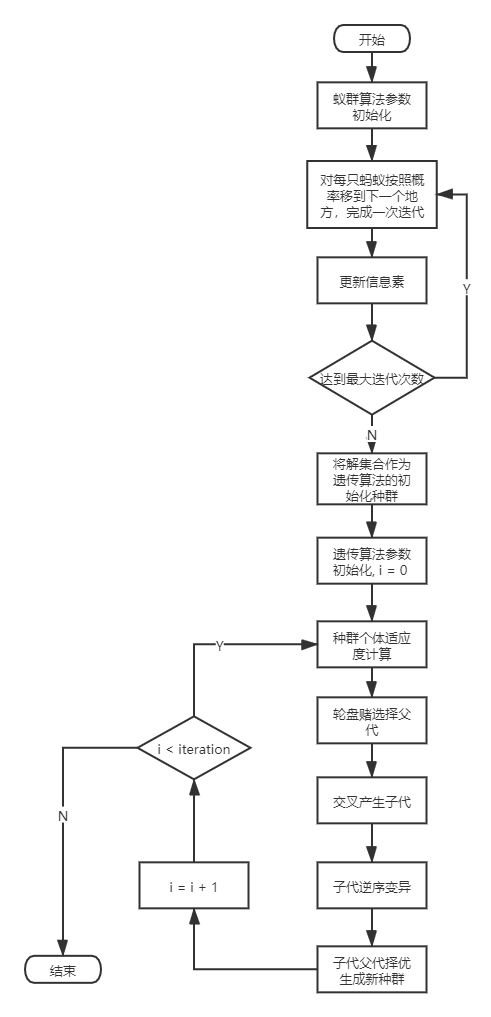 开始
蚁群算法参数
初始化
对每只蚂蚁按照概
率移到下一个地
方，完成一次迭代
更新信息素
Y
达到最大迭代次数
N
将解集合作为
遗传算法的初
始化种群
遗传算法参数
初始化, i = 0
种群个体适应
度计算
Y
轮盘赌选择父
代
i < iteration
交叉产生子代
N
i = i + 1
子代逆序变异
子代父代择优
生成新种群
结束